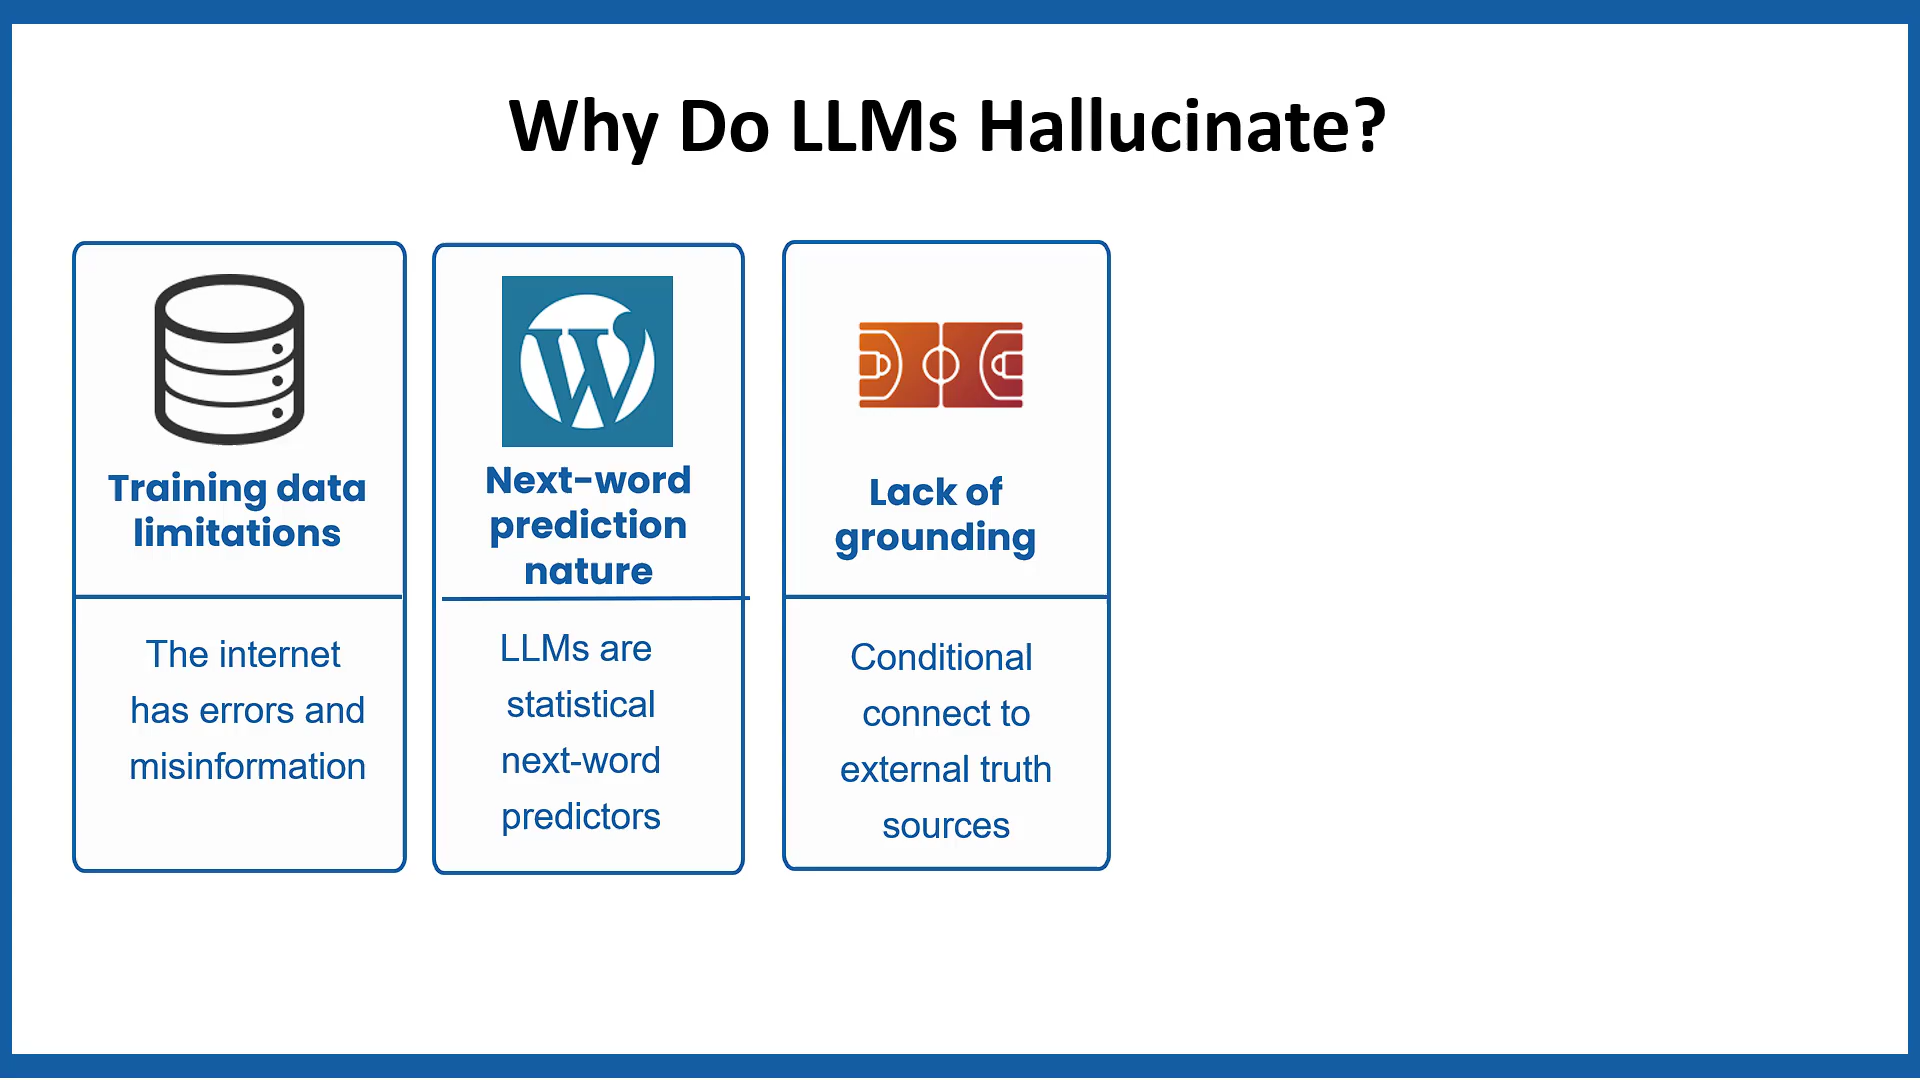 Why Do LLMs Hallucinate?
Training data
limitations
The internet
has errors and
misinformation
Next-word
prediction
nature
LLMs are
statistical
next-word
predictors
Lack of
grounding
Conditional
connect to
external truth
sources